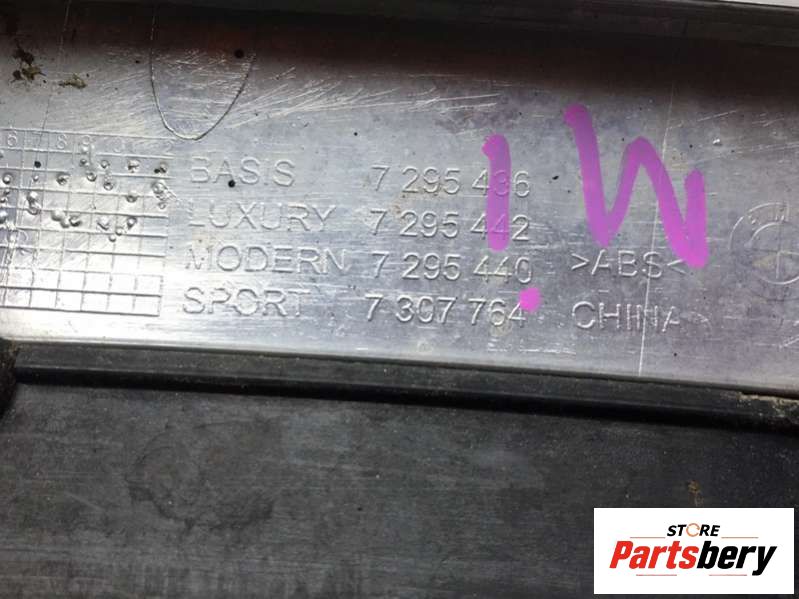 BASIS 7 295 436
LUXURY 7 295 442
MODERN 7 295 440 >ABS<
SPORT 7 307 764 CHINA
STORE
Partsbery